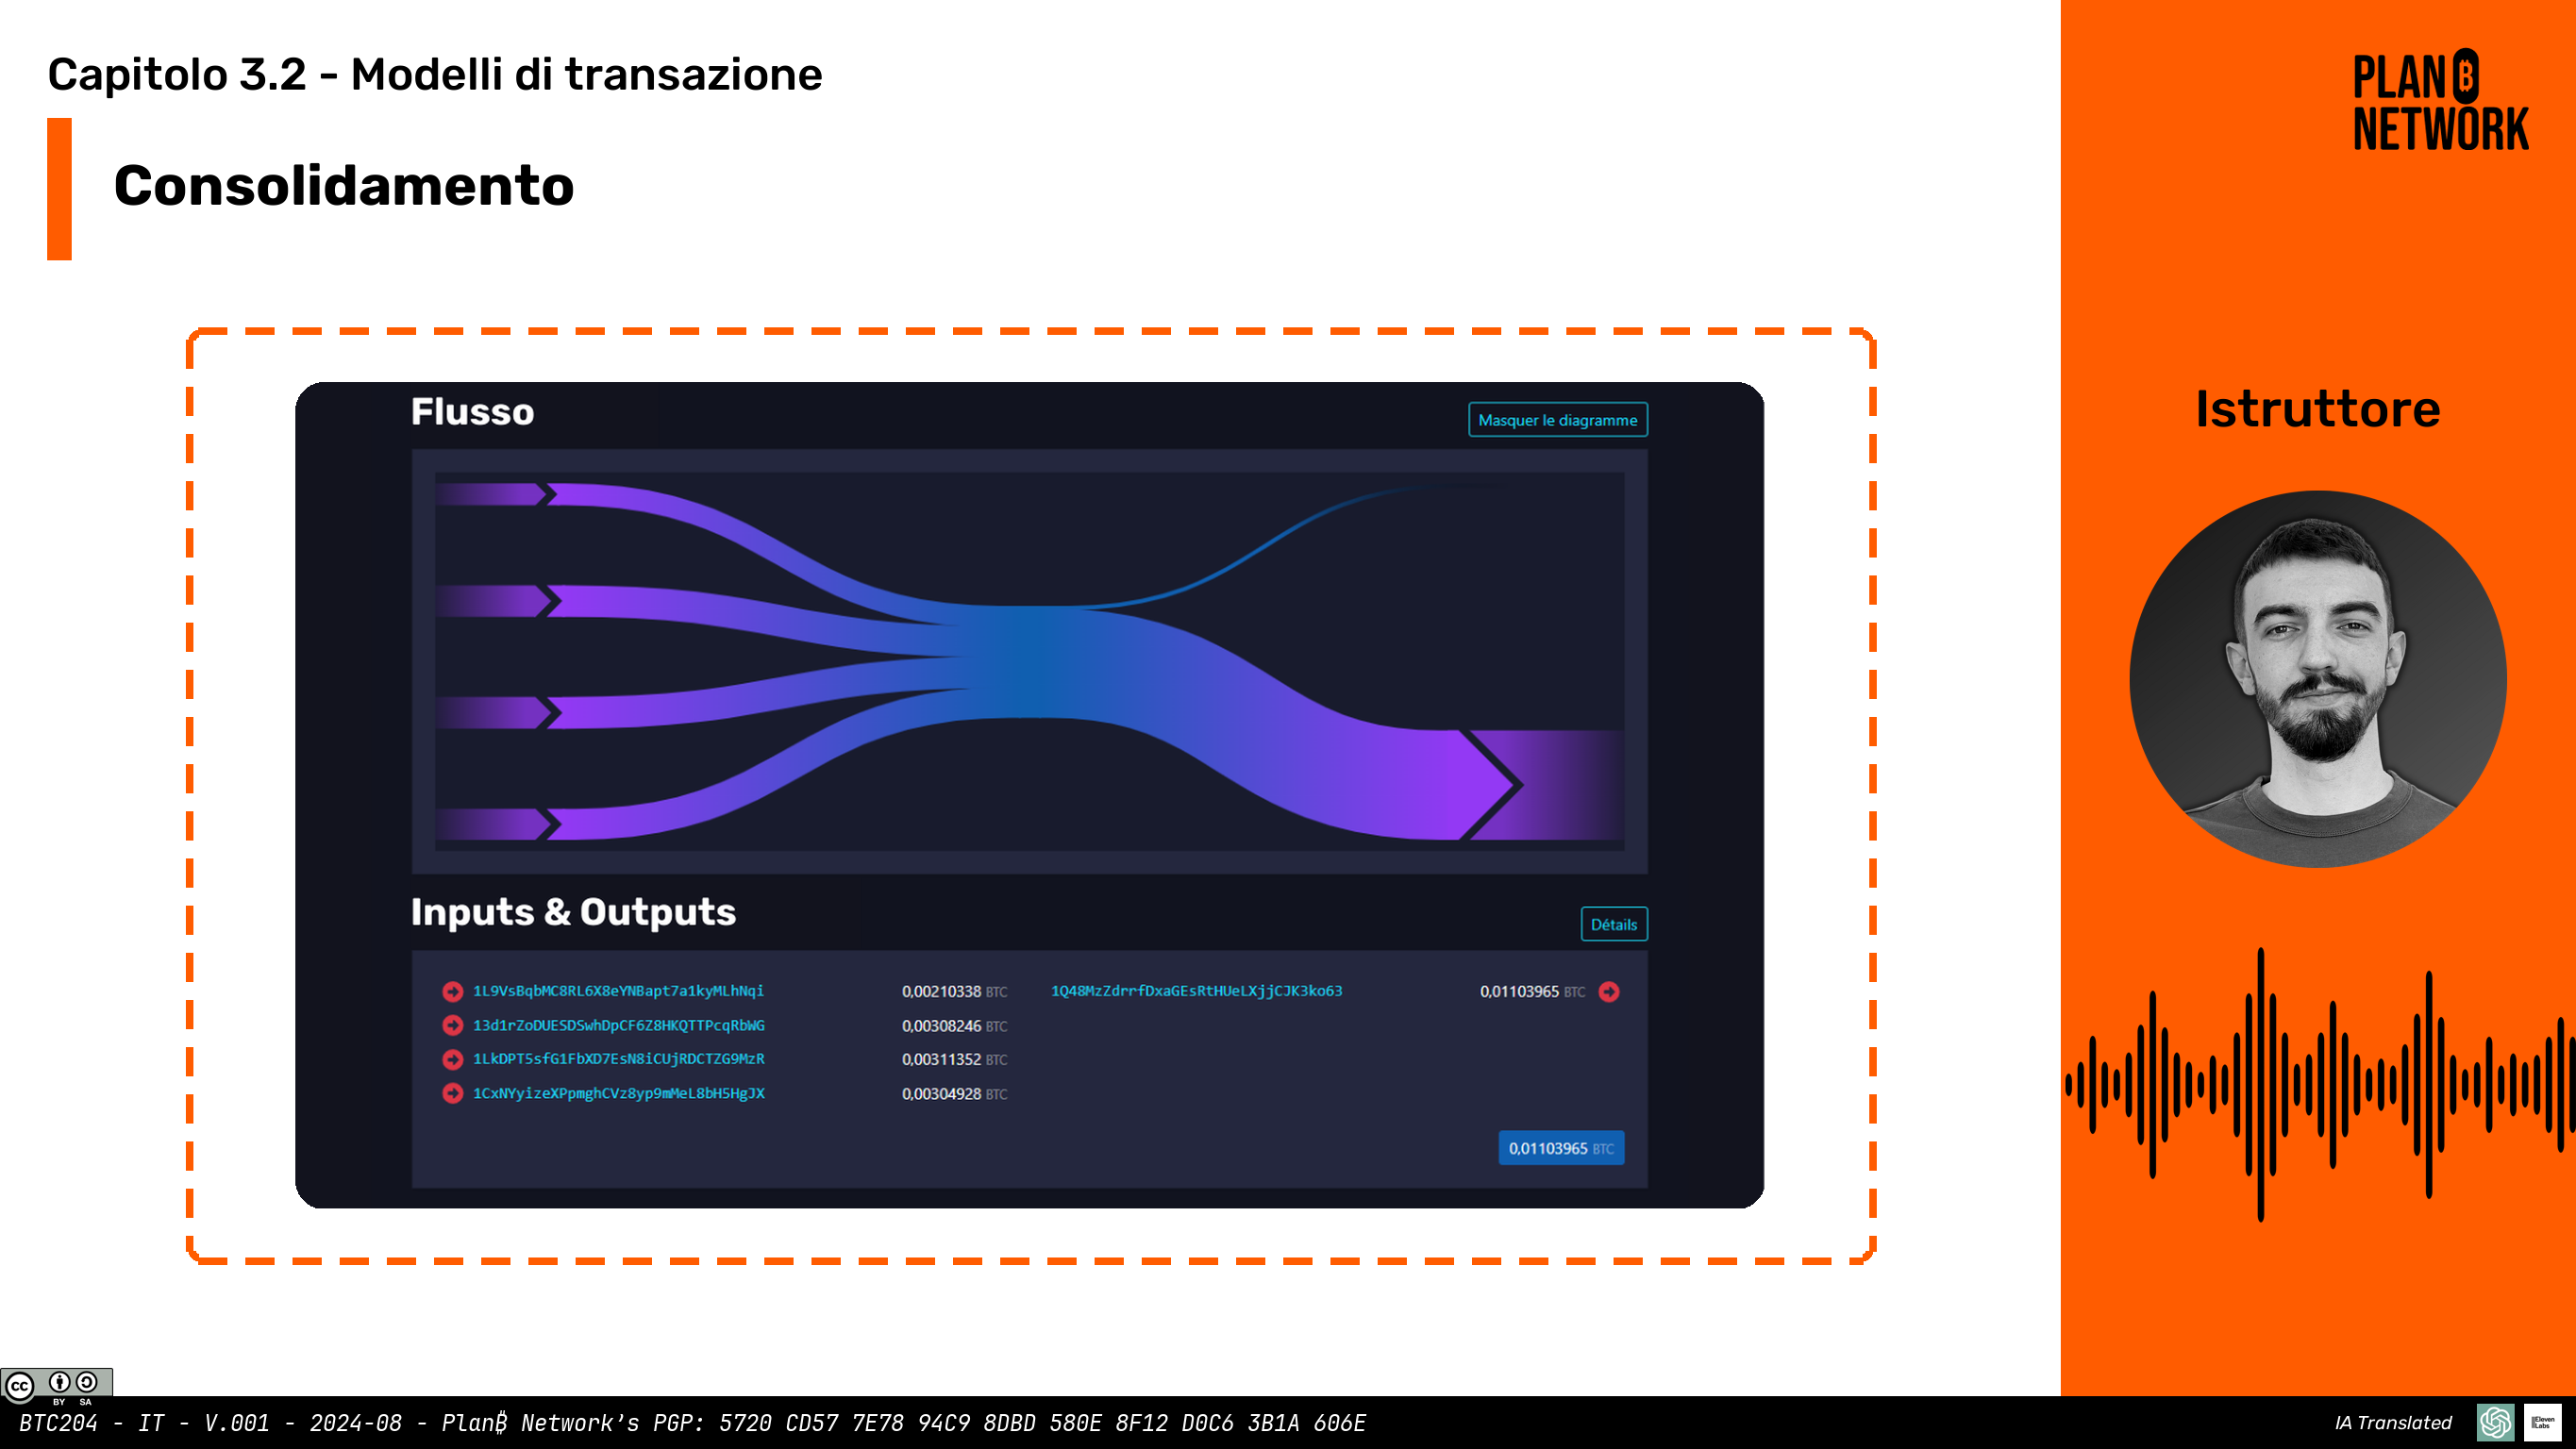 Capitolo 3.2 - Modelli di transazione
Consolidamento
PLAN B
NETWORK
Istruttore
Flusso
Masquer le diagramme
Inputs & Outputs
Détails
1L9VsBqbMC8RL6X8eYNBapt7a1kyMLhNqi 0,00210338 BTC 1Q48MzZdrrfDxaGEsRtHUeLXjjCJK3ko63 0,01103965 BTC
13d1rZoDUESDSwhDpCF6Z8HKQTTPcqRbWG 0,00308246 BTC
1LkDPT5sfG1FbXD7EsN8iCUjRDCTZG9MzR 0,00311352 BTC
1CxNYyizeXPpmghCVz8yp9mMeL8bH5HgJX 0,00304928 BTC
0,01103965 BTC
cc BY SA
BTC204 - IT - V.001 - 2024-08 - Plan₿ Network's PGP: 5720 CD57 7E78 94C9 8DBD 580E 8F12 D0C6 3B1A 606E
IA Translated
ElevenLabs